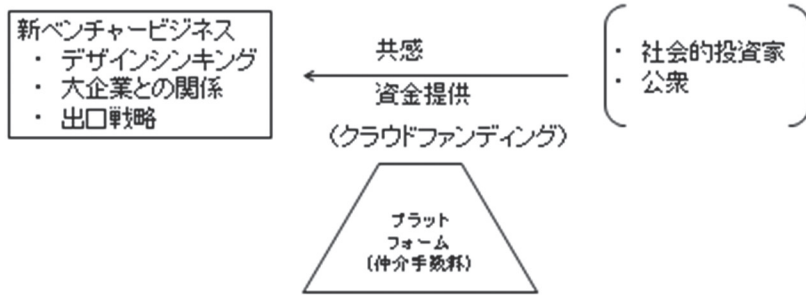 新ベンチャービジネス
・ デザインシンキング
・ 大企業との関係
・ 出口戦略
共感
資金提供
(クラウドファンディング)
・ 社会的投資家
・ 公衆
プラット
フォーム
(仲介手数料)